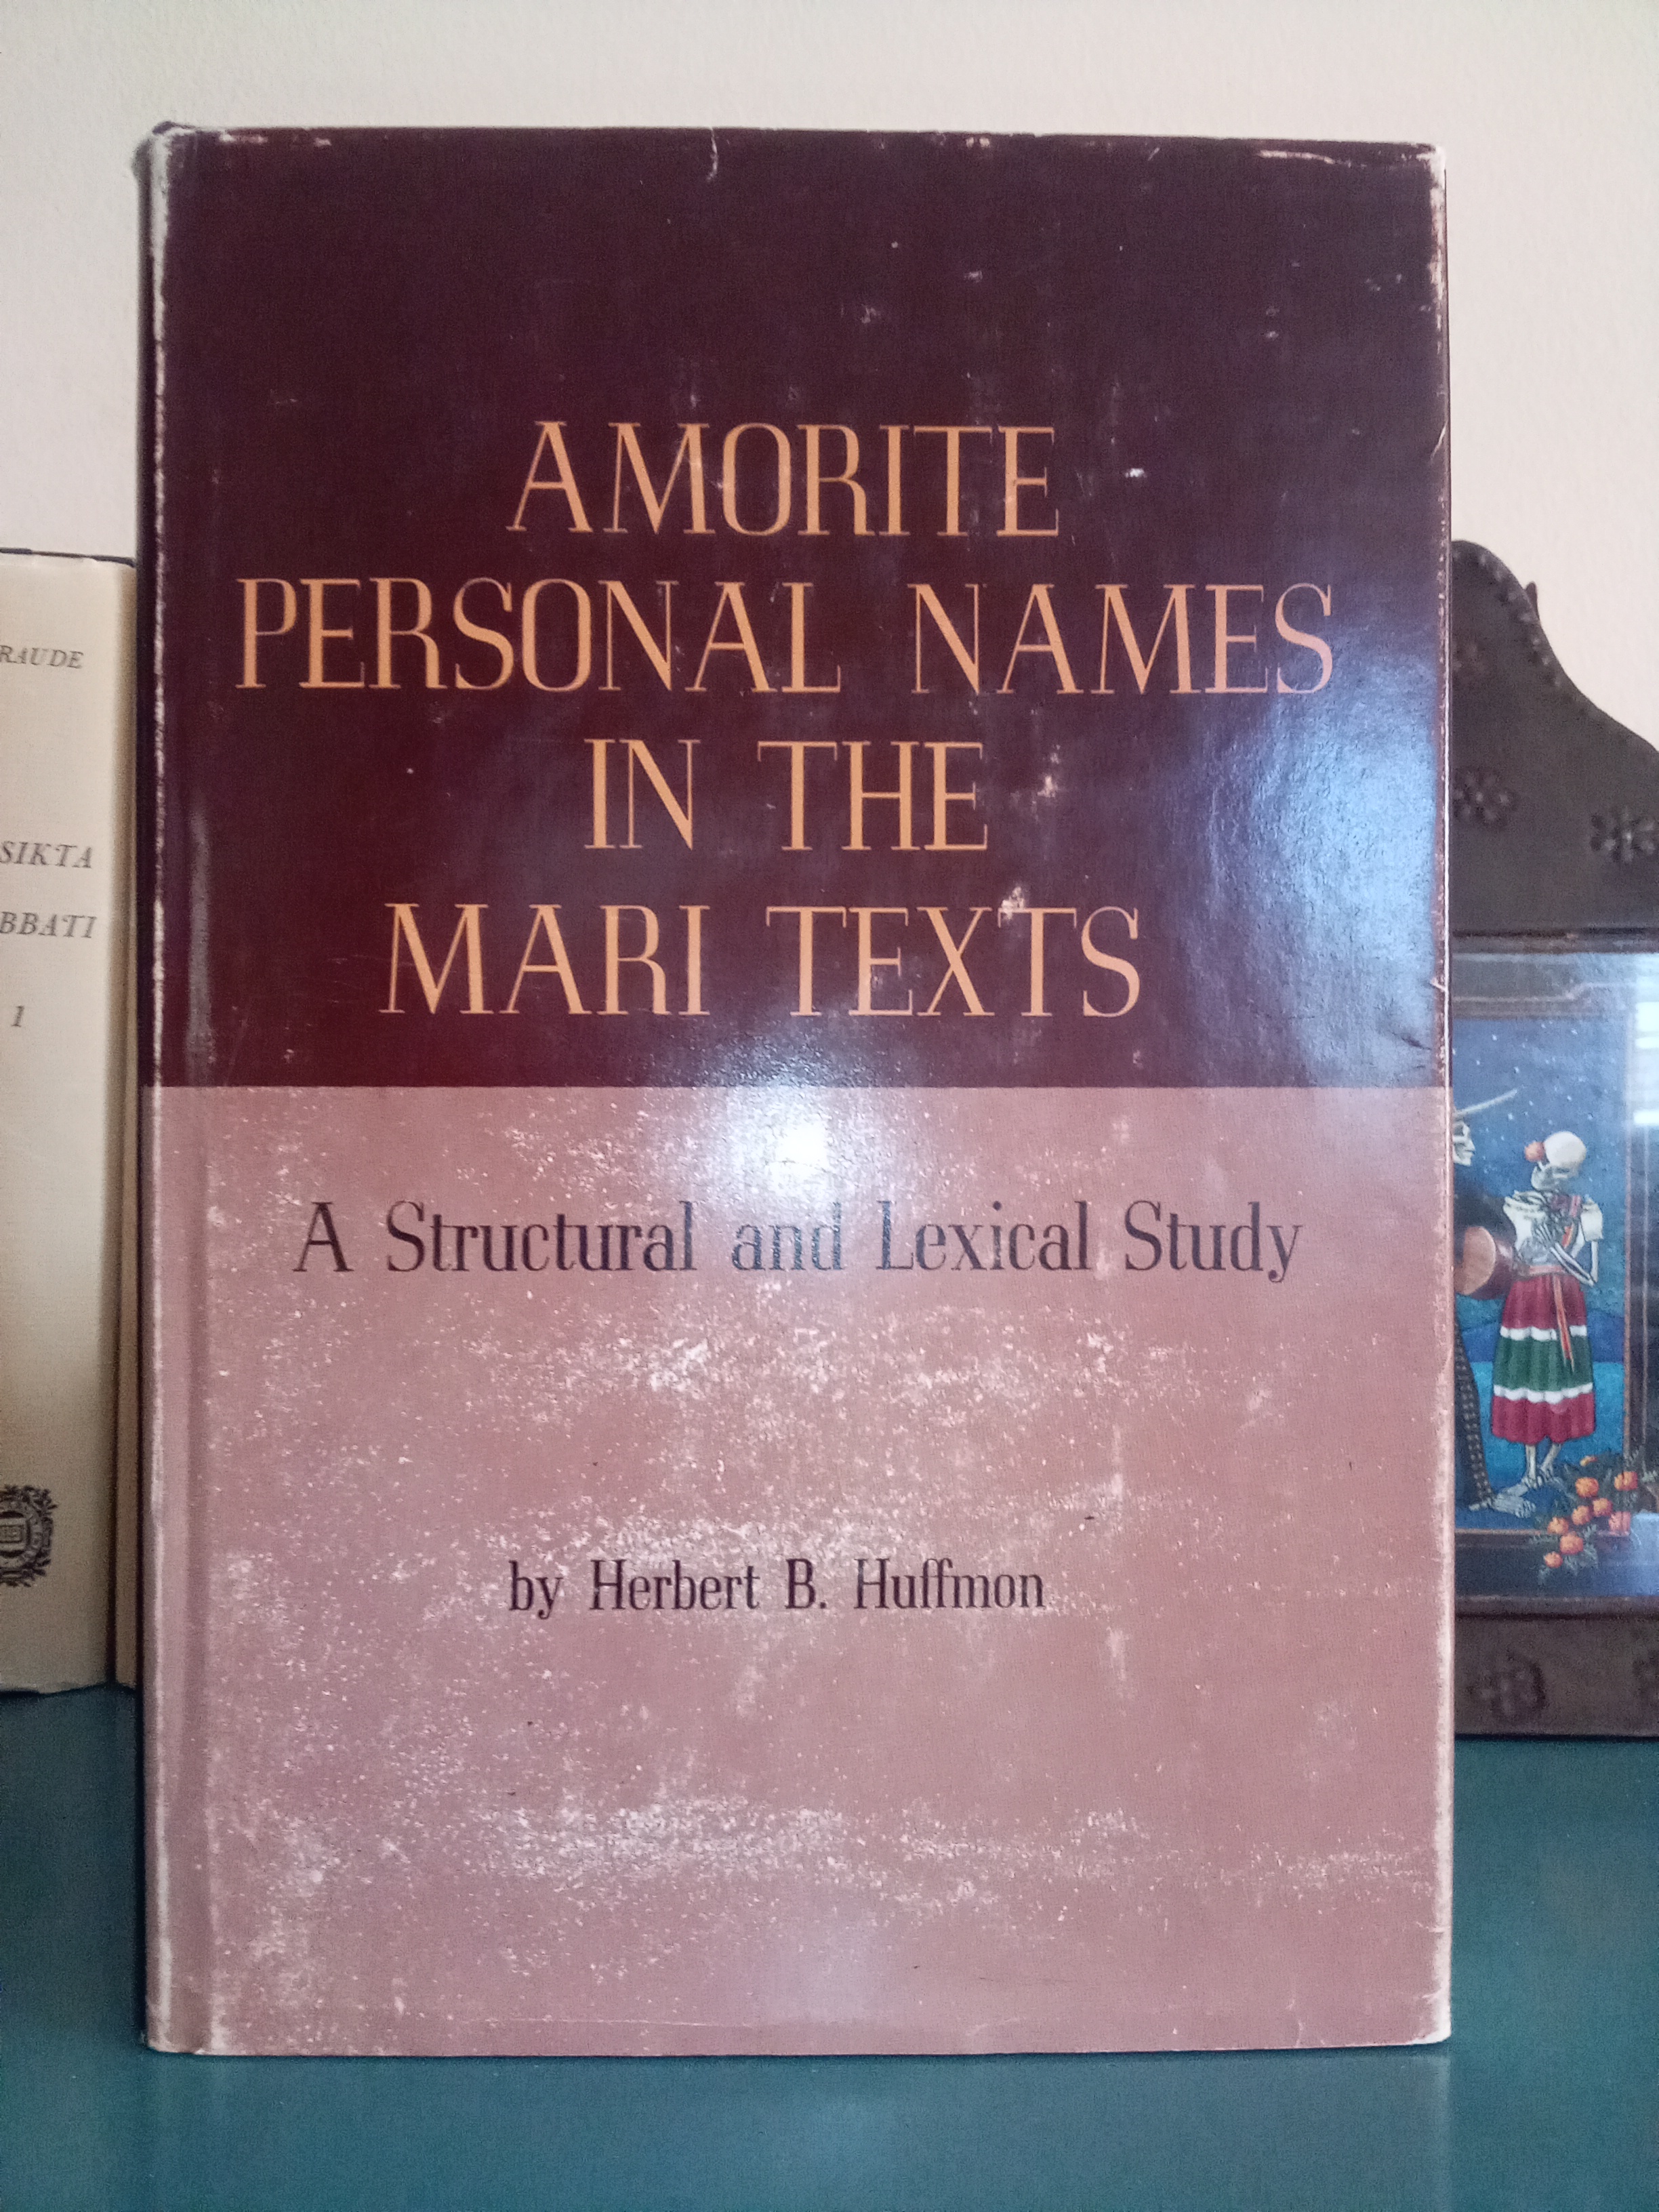 AMORITE
PERSONAL NAMES
IN THE
MARI TEXTS
A Structural and Lexical Study
by Herbert B. Huffmon
RAUDE
SIKTA
BBATI
1